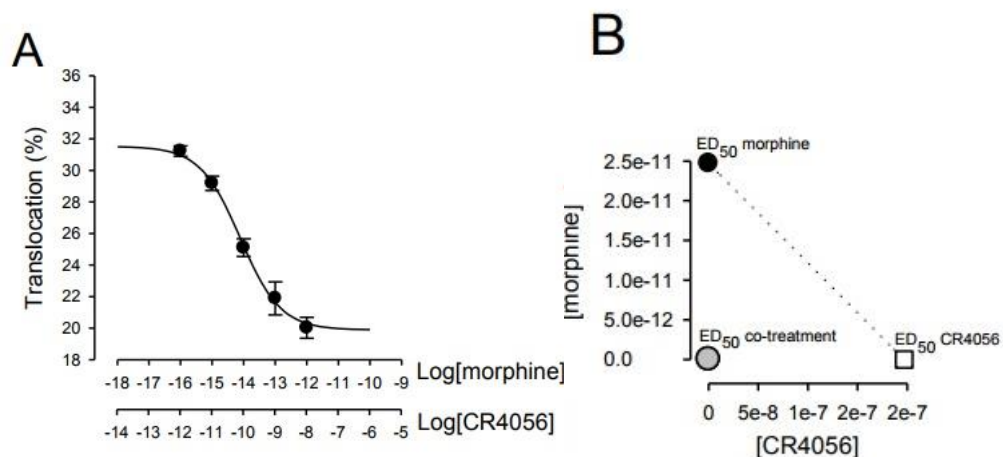 A
Translocation (%)
36
34
32
30
28
26
24
22
20
18
-18 -17 -16 -15 -14 -13 -12 -11 -10 -9 Log[morphine]
-14 -13 -12 -11 -10 -9 -8 -7 -6 -5 Log[CR4056]
B
[morphine]
ED50 morphine
2.5e-11
2.0e-11
1.5e-11
1.0e-11
5.0e-12
0.0
ED50 co-treatment
ED50 CR4056
0 5e-8 1e-7 2e-7 2e-7
[CR4056]